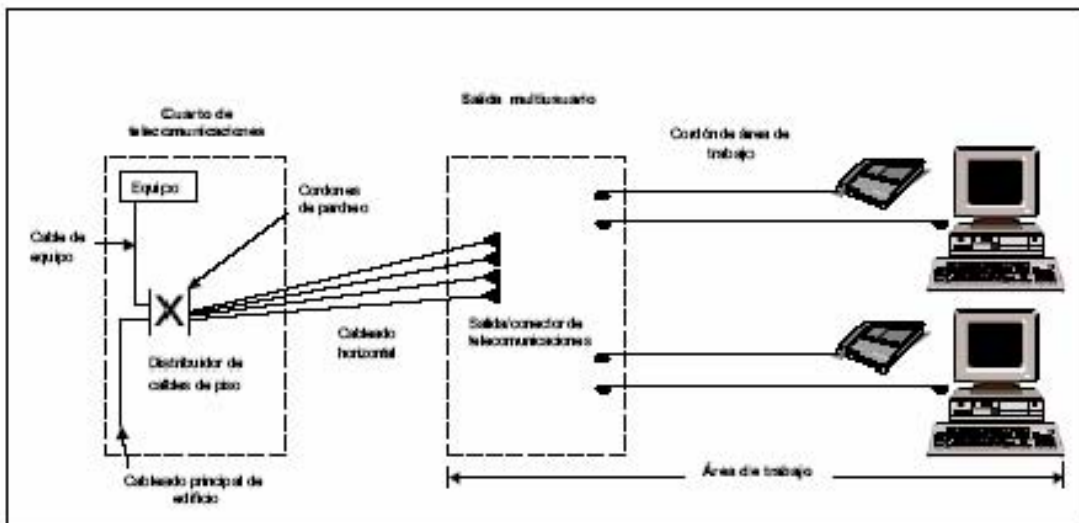 Salida multiusuario
Cuarto de
telecomunicaciones
Cordón de área de
trabajo
Equipo
Cordones
de parcheo
Cable de
equipo
Cableado
horizontal
Salida/conector de
telecomunicaciones
Distribuidor de
cables de piso
Área de trabajo
Cableado principal de
edificio